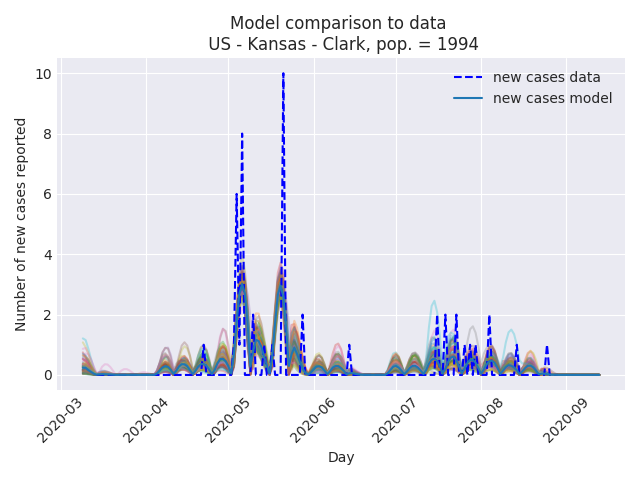 Model comparison to data
US - Kansas - Clark, pop. = 1994
new cases data
new cases model
Number of new cases reported
10
8
6
4
2
0
2020-03
2020-04
2020-05
2020-06
2020-07
2020-08
2020-09
Day